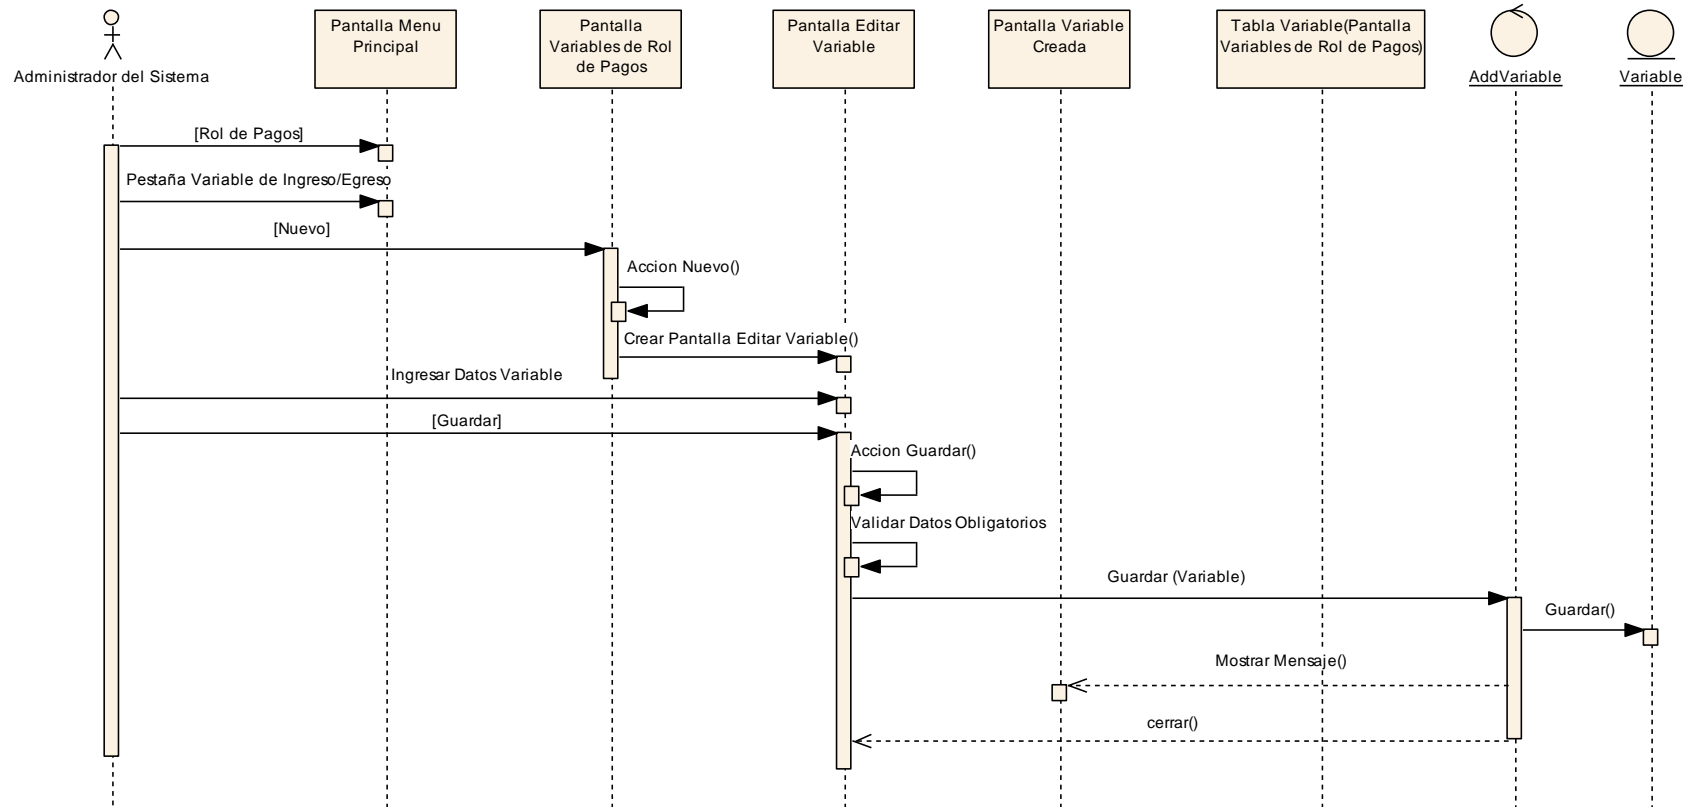 Administrador del Sistema
Pantalla Menu
Principal
Pantalla
Variables de Rol
de Pagos
Pantalla Editar
Variable
Pantalla Variable
Creada
Tabla Variable(Pantalla
Variables de Rol de Pagos)
AddVariable
Variable
[Rol de Pagos]
Pestaña Variable de Ingreso/Egreso
[Nuevo]
Accion Nuevo()
Crear Pantalla Editar Variable()
Ingresar Datos Variable
[Guardar]
Accion Guardar()
Validar Datos Obligatorios
Guardar (Variable)
Guardar()
Mostrar Mensaje()
cerrar()